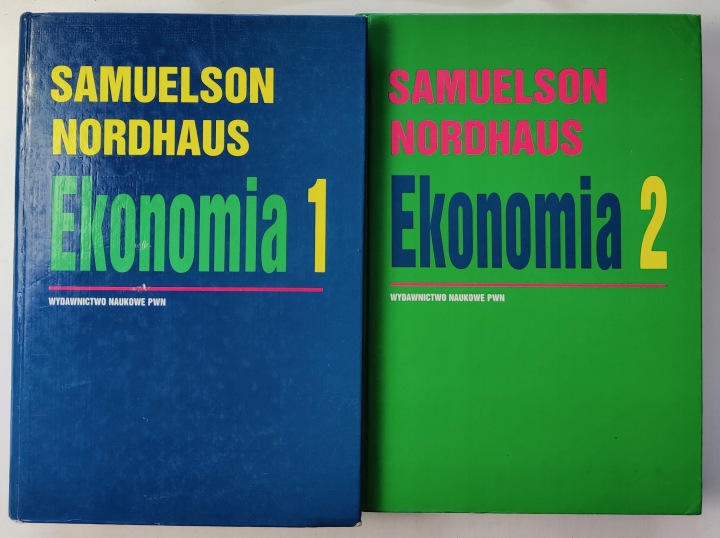 SAMUELSON
NORDHAUS
Ekonomia 1
WYDAWNICTWO NAUKOWE PWN
SAMUELSON
NORDHAUS
Ekonomia 2
WYDAWNICTWO NAUKOWE PWN